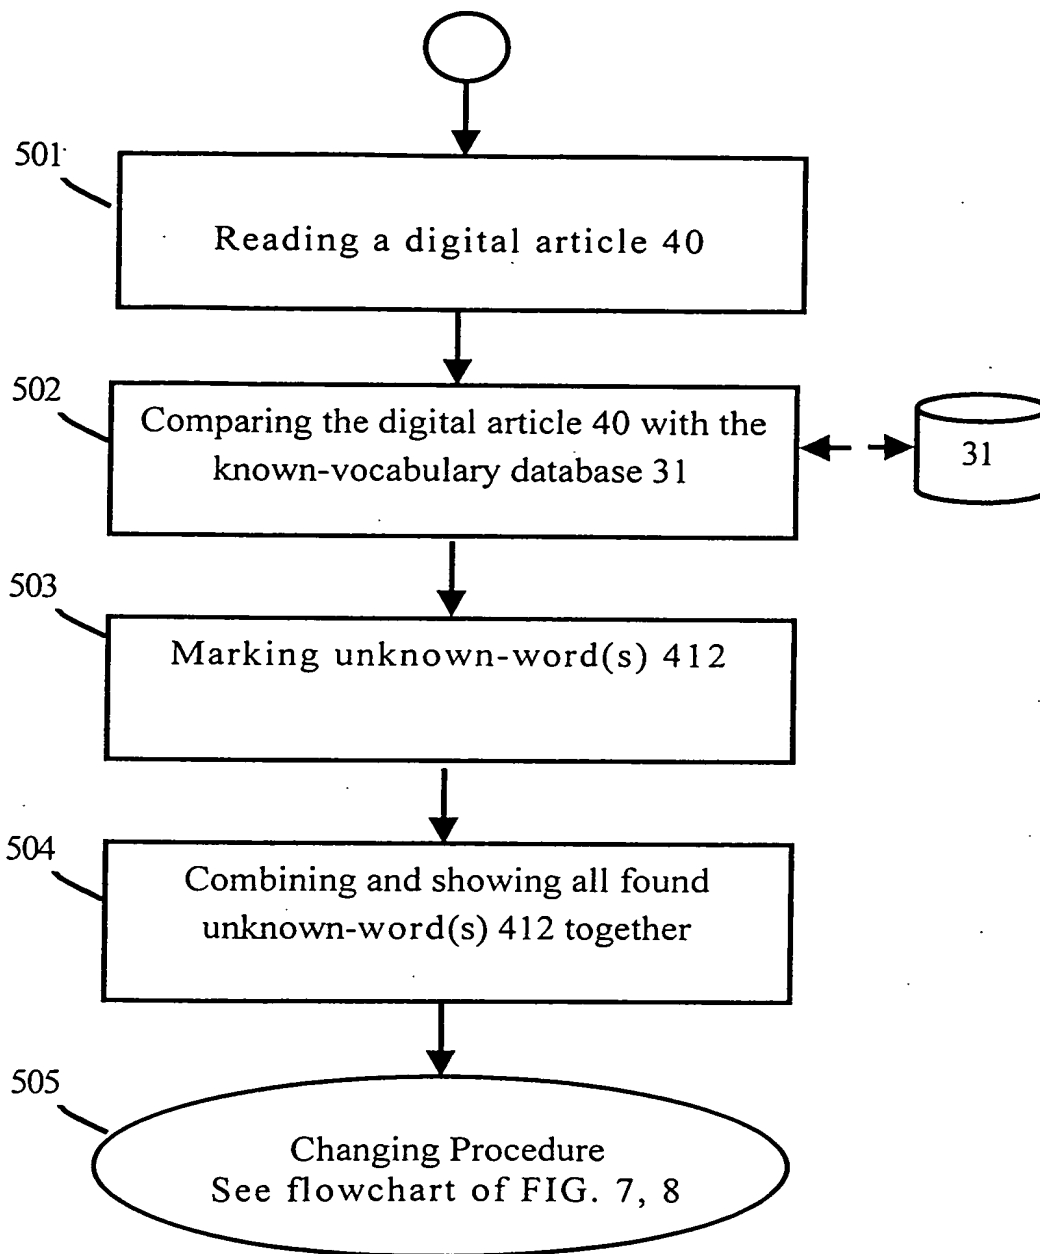 501
Reading a digital article 40
502
Comparing the digital article 40 with the
known-vocabulary database 31
31
503
Marking unknown-word(s) 412
504
Combining and showing all found
unknown-word(s) 412 together
505
Changing Procedure
See flowchart of FIG. 7, 8